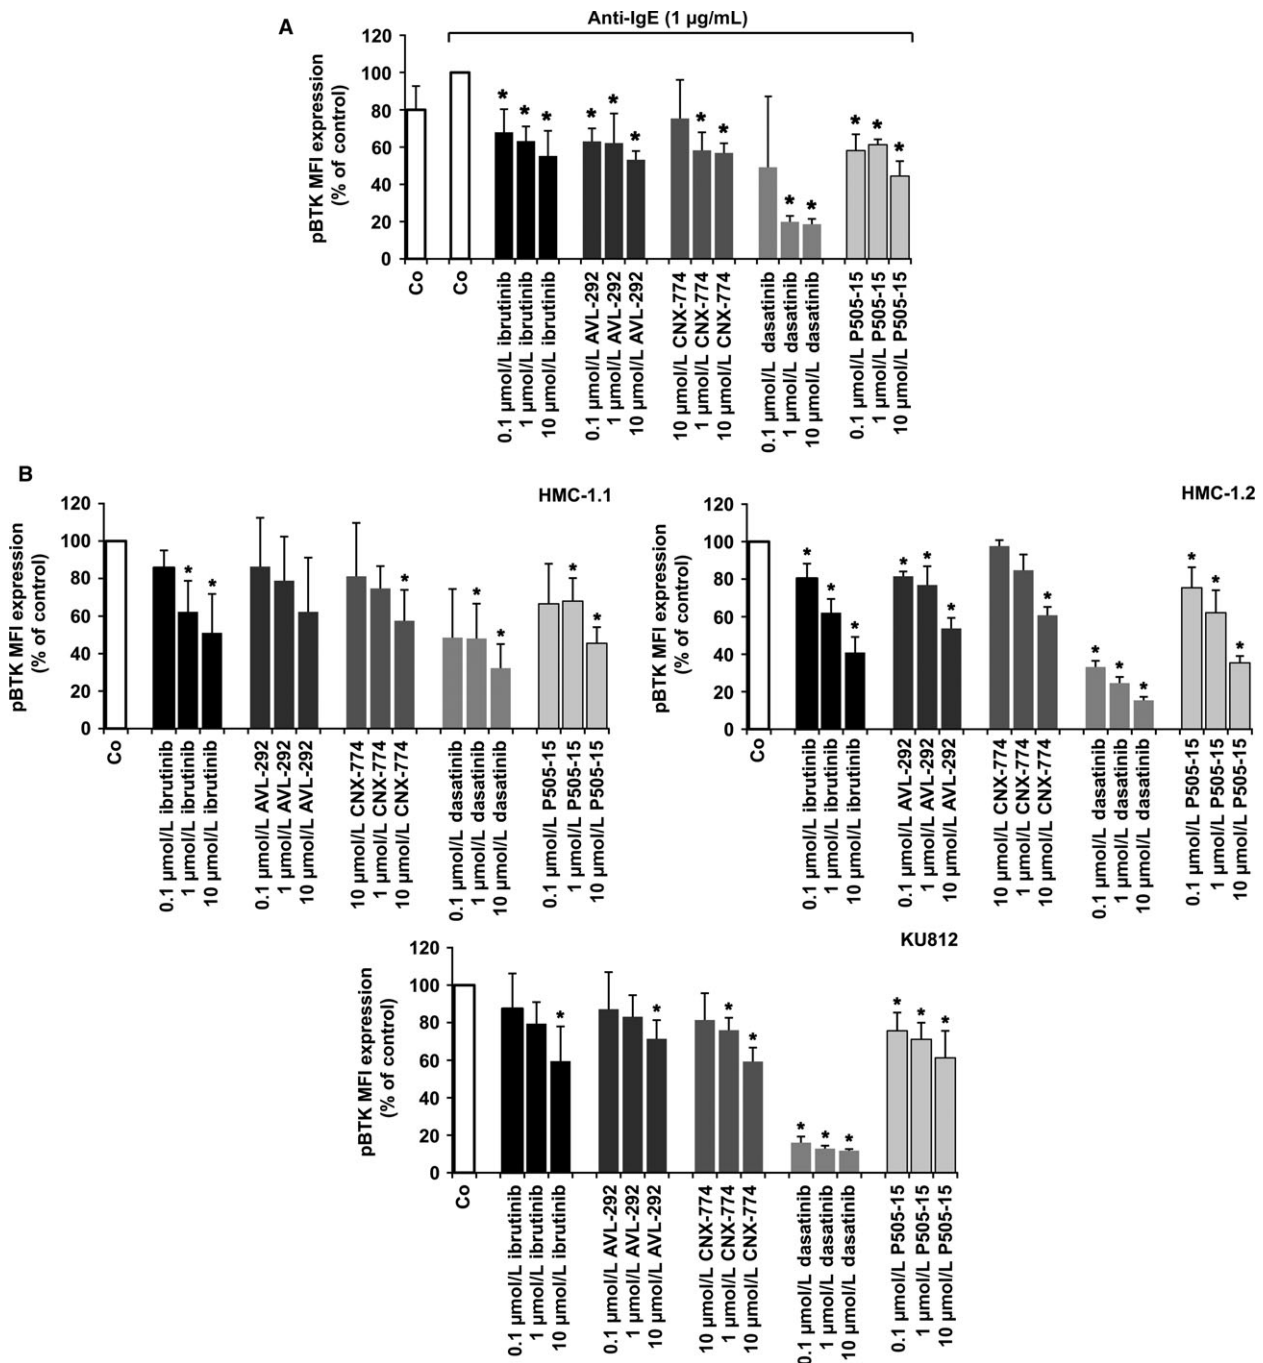 A
Anti-IgE (1 µg/mL)
pBTK MFI expression
(% of control)
120
100
80
60
40
20
0
* * *
* * *
* *
* *
* * *
Co
Co
0.1 µmol/L ibrutinib
1 µmol/L ibrutinib
10 µmol/L ibrutinib
0.1 µmol/L AVL-292
1 µmol/L AVL-292
10 µmol/L AVL-292
10 µmol/L CNX-774
1 µmol/L CNX-774
10 µmol/L CNX-774
0.1 µmol/L dasatinib
1 µmol/L dasatinib
10 µmol/L dasatinib
0.1 µmol/L P505-15
1 µmol/L P505-15
10 µmol/L P505-15
B
HMC-1.1
pBTK MFI expression
(% of control)
120
100
80
60
40
20
0
* *
*
* *
* *
Co
0.1 µmol/L ibrutinib
1 µmol/L ibrutinib
10 µmol/L ibrutinib
0.1 µmol/L AVL-292
1 µmol/L AVL-292
10 µmol/L AVL-292
10 µmol/L CNX-774
1 µmol/L CNX-774
10 µmol/L CNX-774
0.1 µmol/L dasatinib
1 µmol/L dasatinib
10 µmol/L dasatinib
0.1 µmol/L P505-15
1 µmol/L P505-15
10 µmol/L P505-15
HMC-1.2
pBTK MFI expression
(% of control)
120
100
80
60
40
20
0
* * *
* * *
*
* * *
* * *
Co
0.1 µmol/L ibrutinib
1 µmol/L ibrutinib
10 µmol/L ibrutinib
0.1 µmol/L AVL-292
1 µmol/L AVL-292
10 µmol/L AVL-292
10 µmol/L CNX-774
1 µmol/L CNX-774
10 µmol/L CNX-774
0.1 µmol/L dasatinib
1 µmol/L dasatinib
10 µmol/L dasatinib
0.1 µmol/L P505-15
1 µmol/L P505-15
10 µmol/L P505-15
KU812
pBTK MFI expression
(% of control)
120
100
80
60
40
20
0
*
*
* *
* * *
* * *
Co
0.1 µmol/L ibrutinib
1 µmol/L ibrutinib
10 µmol/L ibrutinib
0.1 µmol/L AVL-292
1 µmol/L AVL-292
10 µmol/L AVL-292
10 µmol/L CNX-774
1 µmol/L CNX-774
10 µmol/L CNX-774
0.1 µmol/L dasatinib
1 µmol/L dasatinib
10 µmol/L dasatinib
0.1 µmol/L P505-15
1 µmol/L P505-15
10 µmol/L P505-15